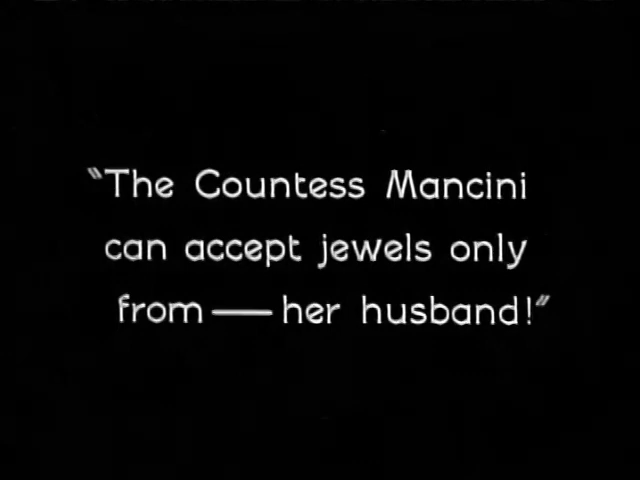 "The Countess Mancini
can accept jewels only
from — her husband!"